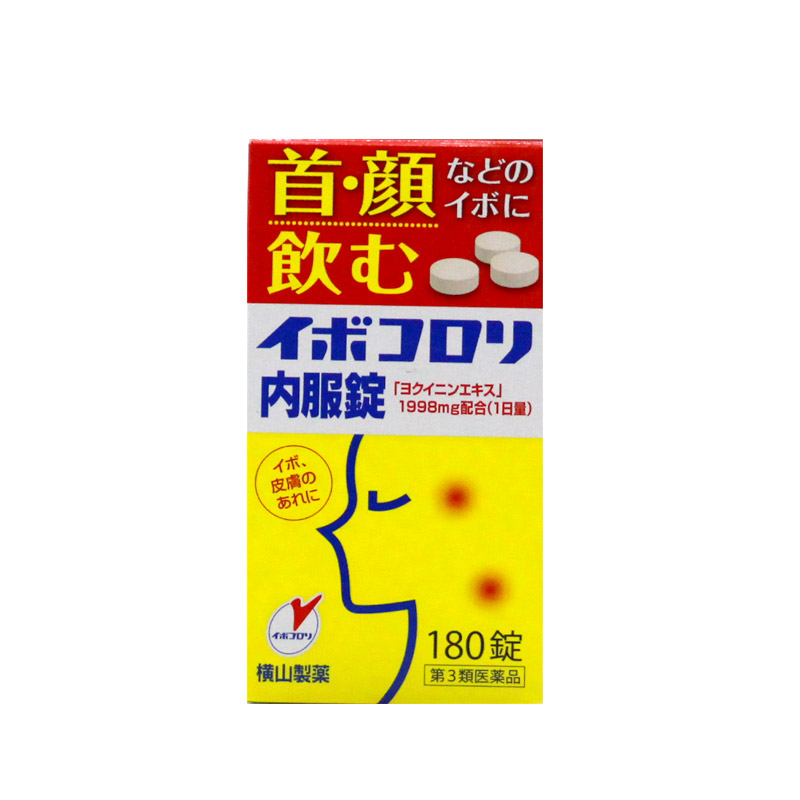 首・顔
などの
イボに
飲む
イボコロリ
内服錠
「ヨクイニンエキス」
1998mg配合(1日量)
イボ、
皮膚の
あれに
イボコロリ
横山製薬
180錠
第3類医薬品